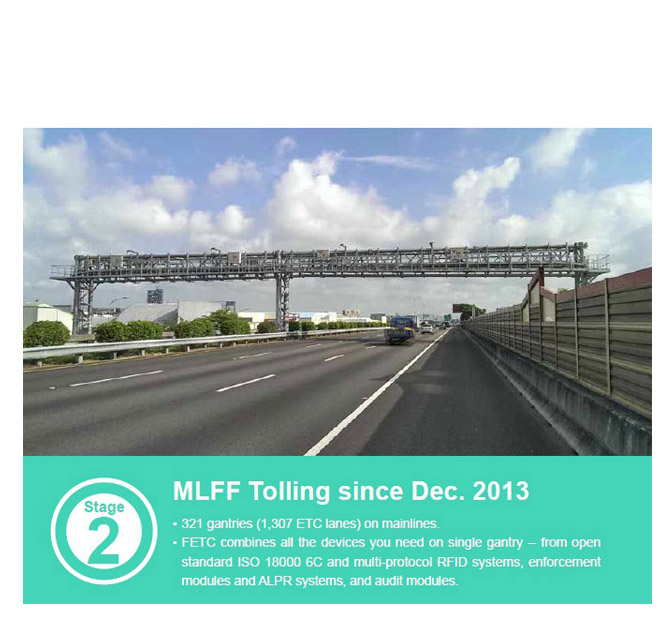 MLFF Tolling since Dec. 2013
Stage
2
• 321 gantries (1,307 ETC lanes) on mainlines.
• FETC combines all the devices you need on single gantry – from open
standard ISO 18000 6C and multi-protocol RFID systems, enforcement
modules and ALPR systems, and audit modules.